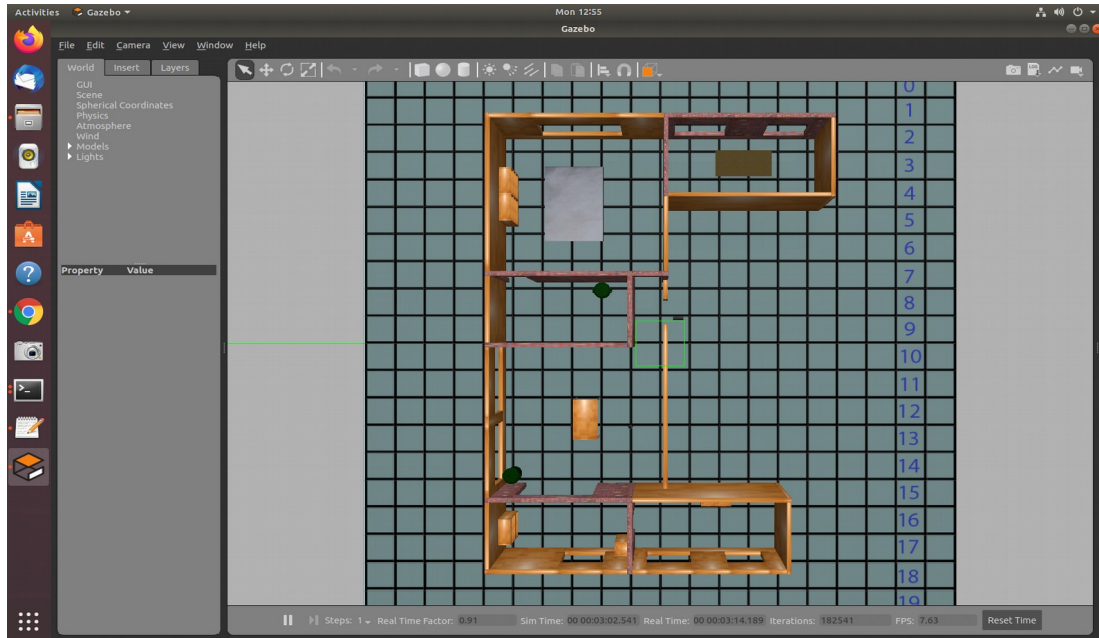 Activities Gazebo Mon 12:55
Gazebo
File Edit Camera View Window Help
World Insert Layers
GUI
Scene
Spherical Coordinates
Physics
Atmosphere
Wind
Models
Lights
Property Value
0
1
2
3
4
5
6
7
8
9
10
11
12
13
14
15
16
17
18
19
Steps: 1 Real Time Factor: 0.91 Sim Time: 00 00:03:02.541 Real Time: 00 00:03:14.189 Iterations: 182541 FPS: 7.63 Reset Time